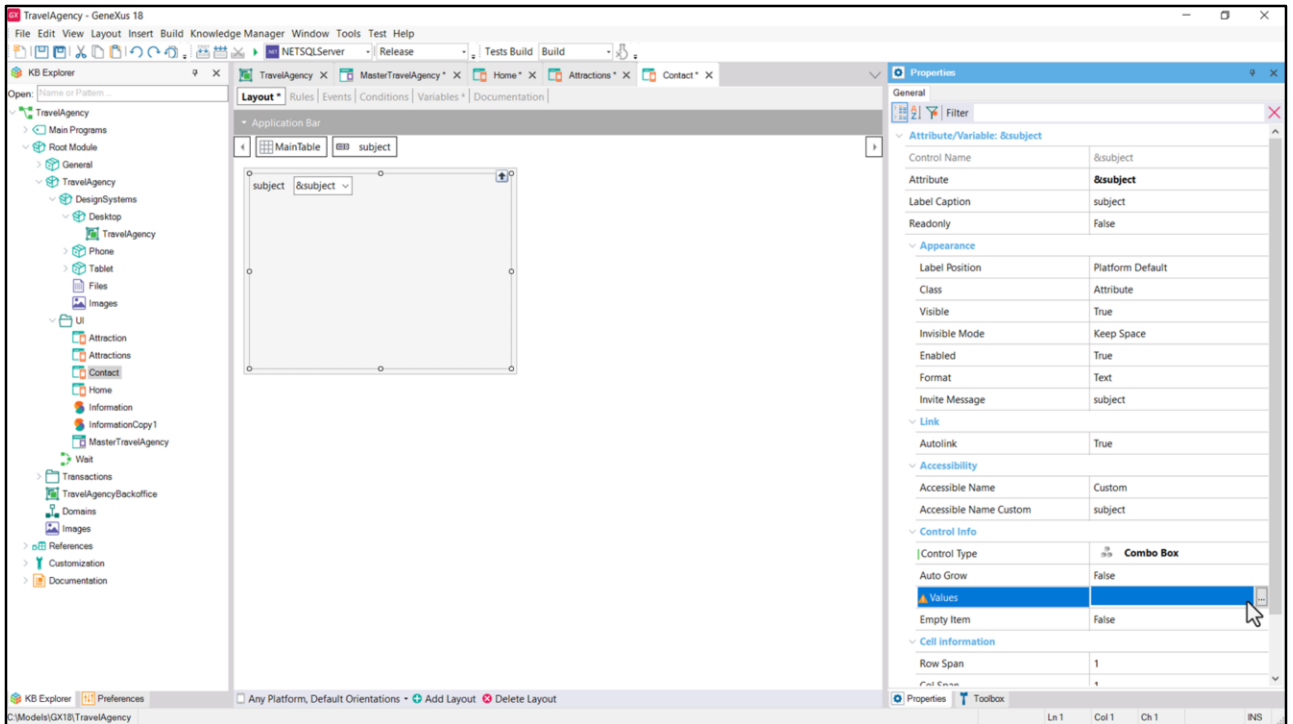 GX TravelAgency - GeneXus 18
File Edit View Layout Insert Build Knowledge Manager Window Tools Test Help
NETSQLServer Release Tests Build Build
KB Explorer
Open: Name or Pattern ...
TravelAgency
Main Programs
Root Module
General
TravelAgency
DesignSystems
Desktop
TravelAgency
Phone
Tablet
Files
Images
UI
Attraction
Attractions
Contact
Home
Information
InformationCopy1
MasterTravelAgency
Wait
Transactions
TravelAgencyBackoffice
Domains
Images
References
Customization
Documentation
KB Explorer Preferences
TravelAgency X MasterTravelAgency * X Home * X Attractions * X Contact * X
Layout * | Rules | Events | Conditions | Variables * | Documentation |
Application Bar
MainTable subject
subject &subject
Any Platform, Default Orientations Add Layout Delete Layout
Properties
General
Filter
Attribute/Variable: &subject
Control Name &subject
Attribute &subject
Label Caption subject
Readonly False
Appearance
Label Position Platform Default
Class Attribute
Visible True
Invisible Mode Keep Space
Enabled True
Format Text
Invite Message subject
Link
Autolink True
Accessibility
Accessible Name Custom
Accessible Name Custom subject
Control Info
Control Type Combo Box
Auto Grow False
Values ...
Empty Item False
Cell information
Row Span 1
Col Span 1
Properties Toolbox
C:\Models\GX18\TravelAgency Ln 1 Col 1 Ch 1 INS